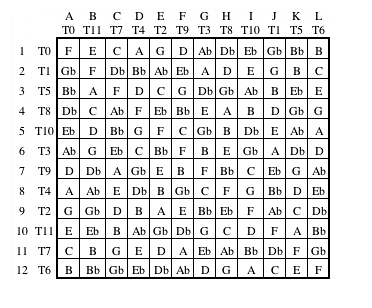 A B C D E F G H I J K L
T0 T11 T7 T4 T2 T9 T3 T8 T10 T1 T5 T6
1 T0 F E C A G D Ab Db Eb Gb Bb B
2 T1 Gb F Db Bb Ab Eb A D E G B C
3 T5 Bb A F D C G Db Gb Ab B Eb E
4 T8 Db C Ab F Eb Bb E A B D Gb G
5 T10 Eb D Bb G F C Gb B Db E Ab A
6 T3 Ab G Eb C Bb F B E Gb A Db D
7 T9 D Db A Gb E B F Bb C Eb G Ab
8 T4 A Ab E Db B Gb C F G Bb D Eb
9 T2 G Gb D B A E Bb Eb F Ab C Db
10 T11 E Eb B Ab Gb Db G C D F A Bb
11 T7 C B G E D A Eb Ab Bb Db F Gb
12 T6 B Bb Gb Eb Db Ab D G A C E F